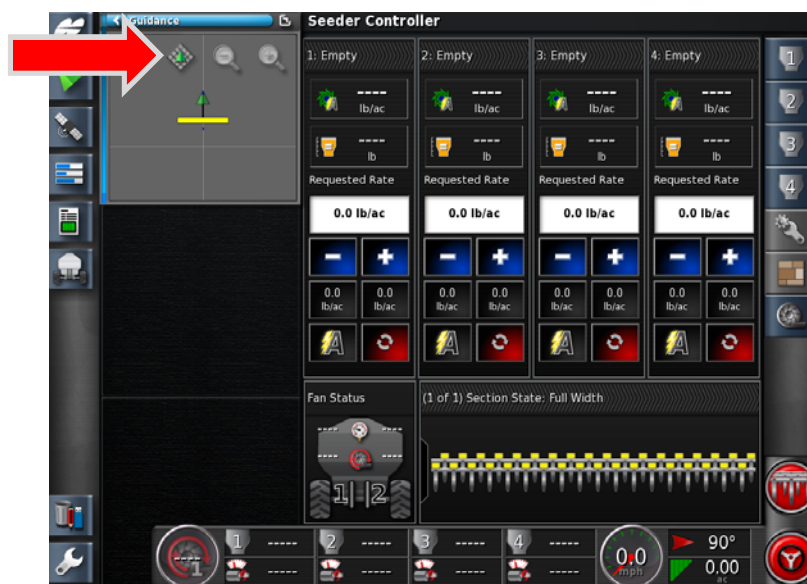 Guidance
Seeder Controller
1: Empty
2: Empty
3: Empty
4: Empty
---- lb/ac
---- lb/ac
---- lb/ac
---- lb/ac
---- lb
---- lb
---- lb
---- lb
Requested Rate
Requested Rate
Requested Rate
Requested Rate
0.0 lb/ac
0.0 lb/ac
0.0 lb/ac
0.0 lb/ac
0.0 lb/ac
0.0 lb/ac
0.0 lb/ac
0.0 lb/ac
0.0 lb/ac
0.0 lb/ac
0.0 lb/ac
0.0 lb/ac
A
A
A
A
Fan Status
(1 of 1) Section State: Full Width
---- ----
---- ----
1 2
1
2
3
4
1
1 -----
2 -----
3 -----
4 -----
-----
-----
-----
-----
0.0
mph
90°
0.00
ac